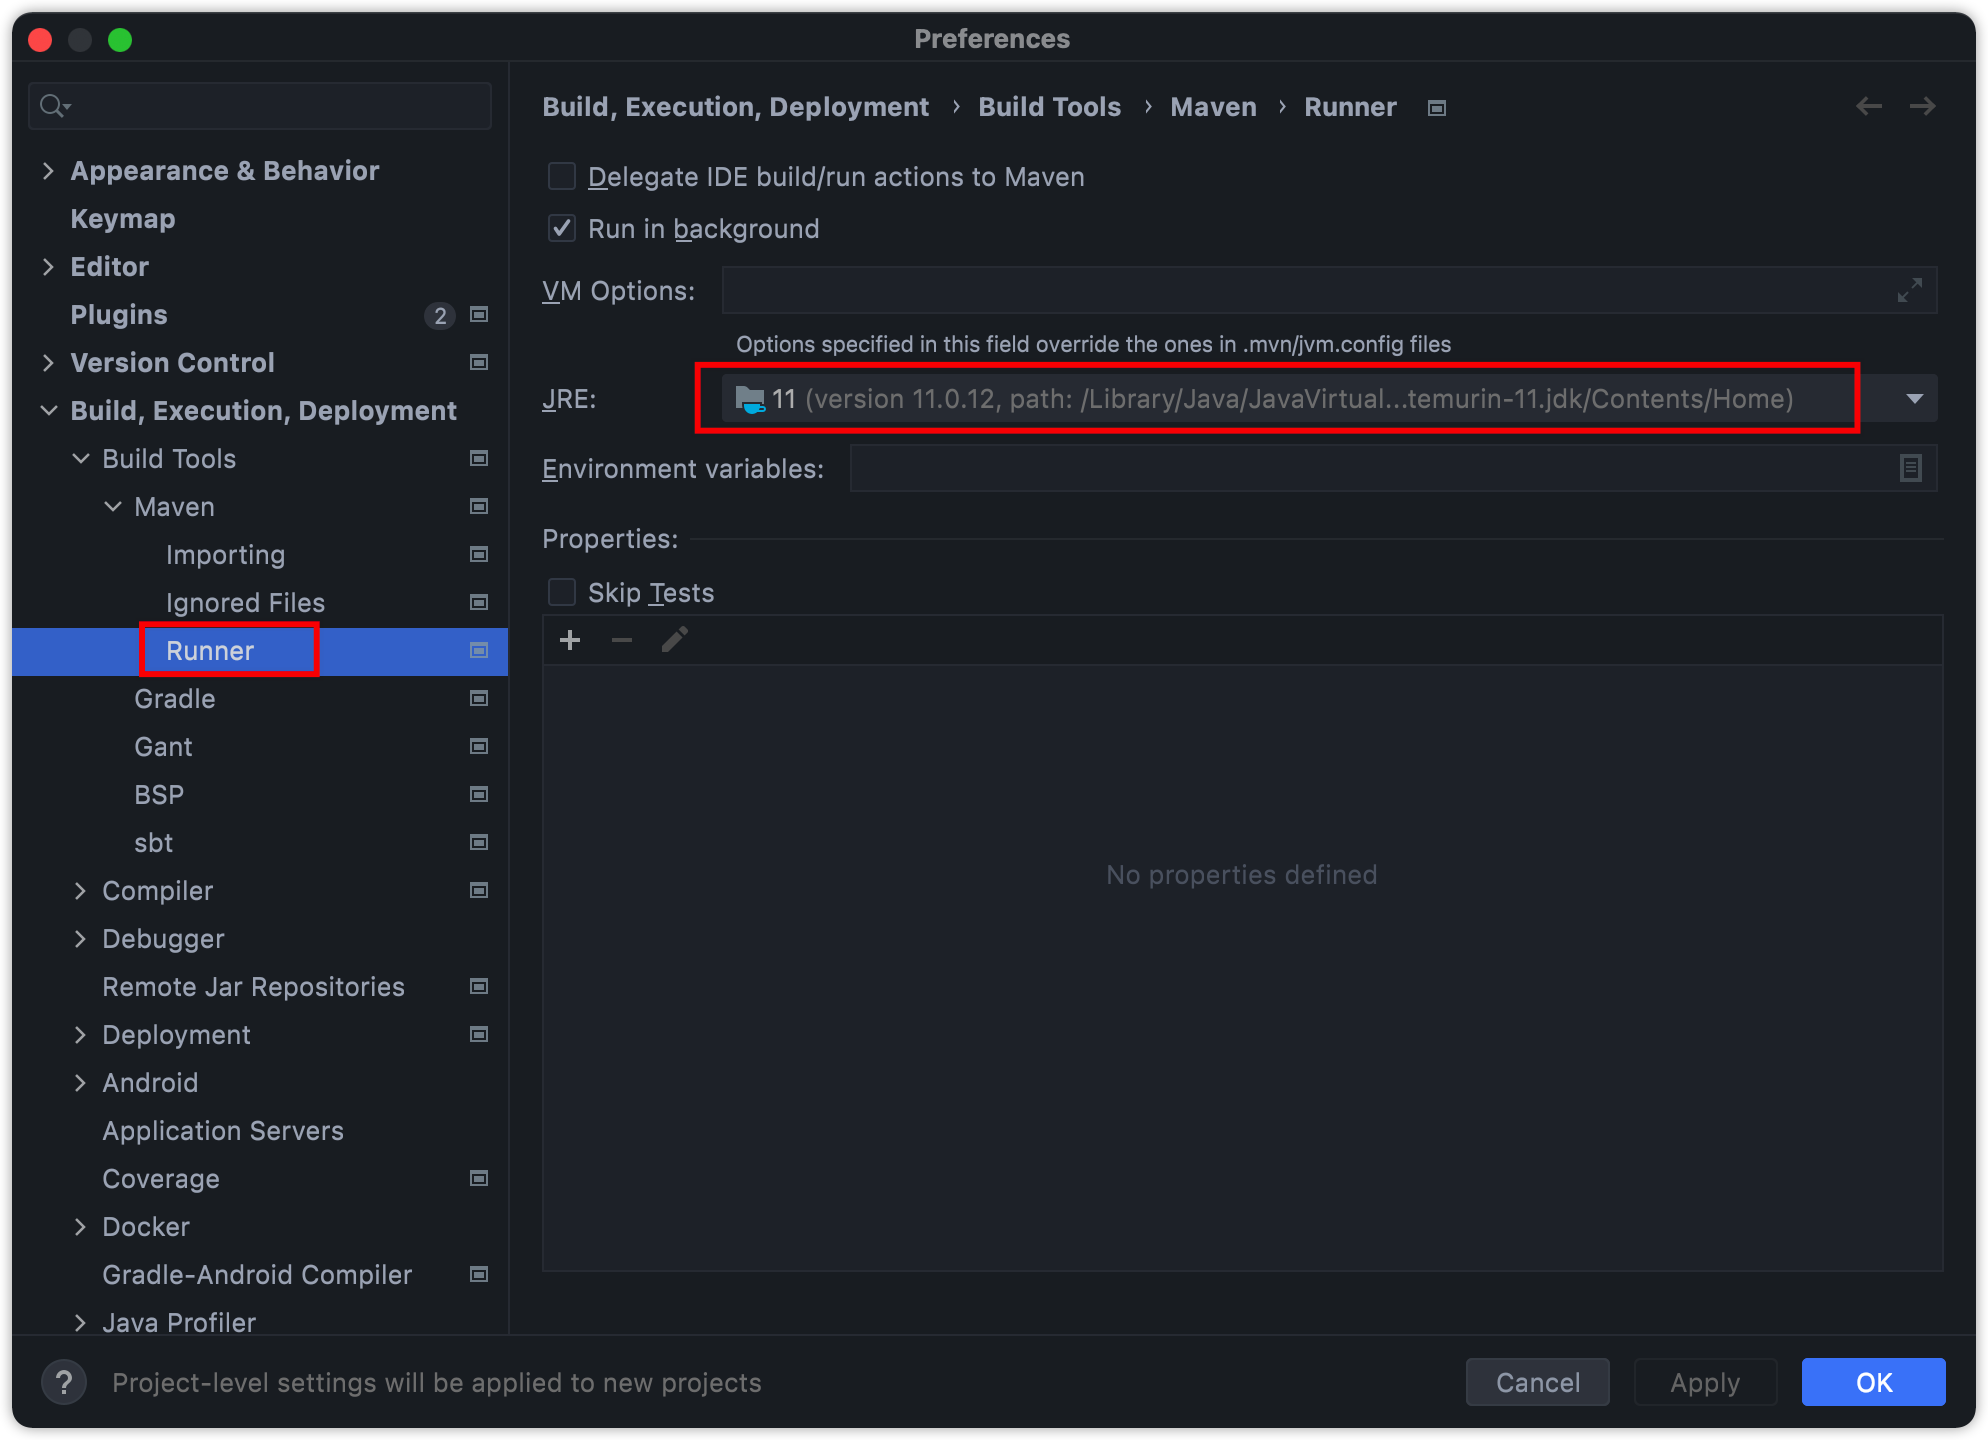 Preferences
Appearance & Behavior
Keymap
Editor
Plugins 2
Version Control
Build, Execution, Deployment
Build Tools
Maven
Importing
Ignored Files
Runner
Gradle
Gant
BSP
sbt
Compiler
Debugger
Remote Jar Repositories
Deployment
Android
Application Servers
Coverage
Docker
Gradle-Android Compiler
Java Profiler
Build, Execution, Deployment › Build Tools › Maven › Runner
Delegate IDE build/run actions to Maven
Run in background
VM Options:
Options specified in this field override the ones in .mvn/jvm.config files
JRE: 11 (version 11.0.12, path: /Library/Java/JavaVirtual...temurin-11.jdk/Contents/Home)
Environment variables:
Properties:
Skip Tests
No properties defined
? Project-level settings will be applied to new projects
Cancel Apply OK